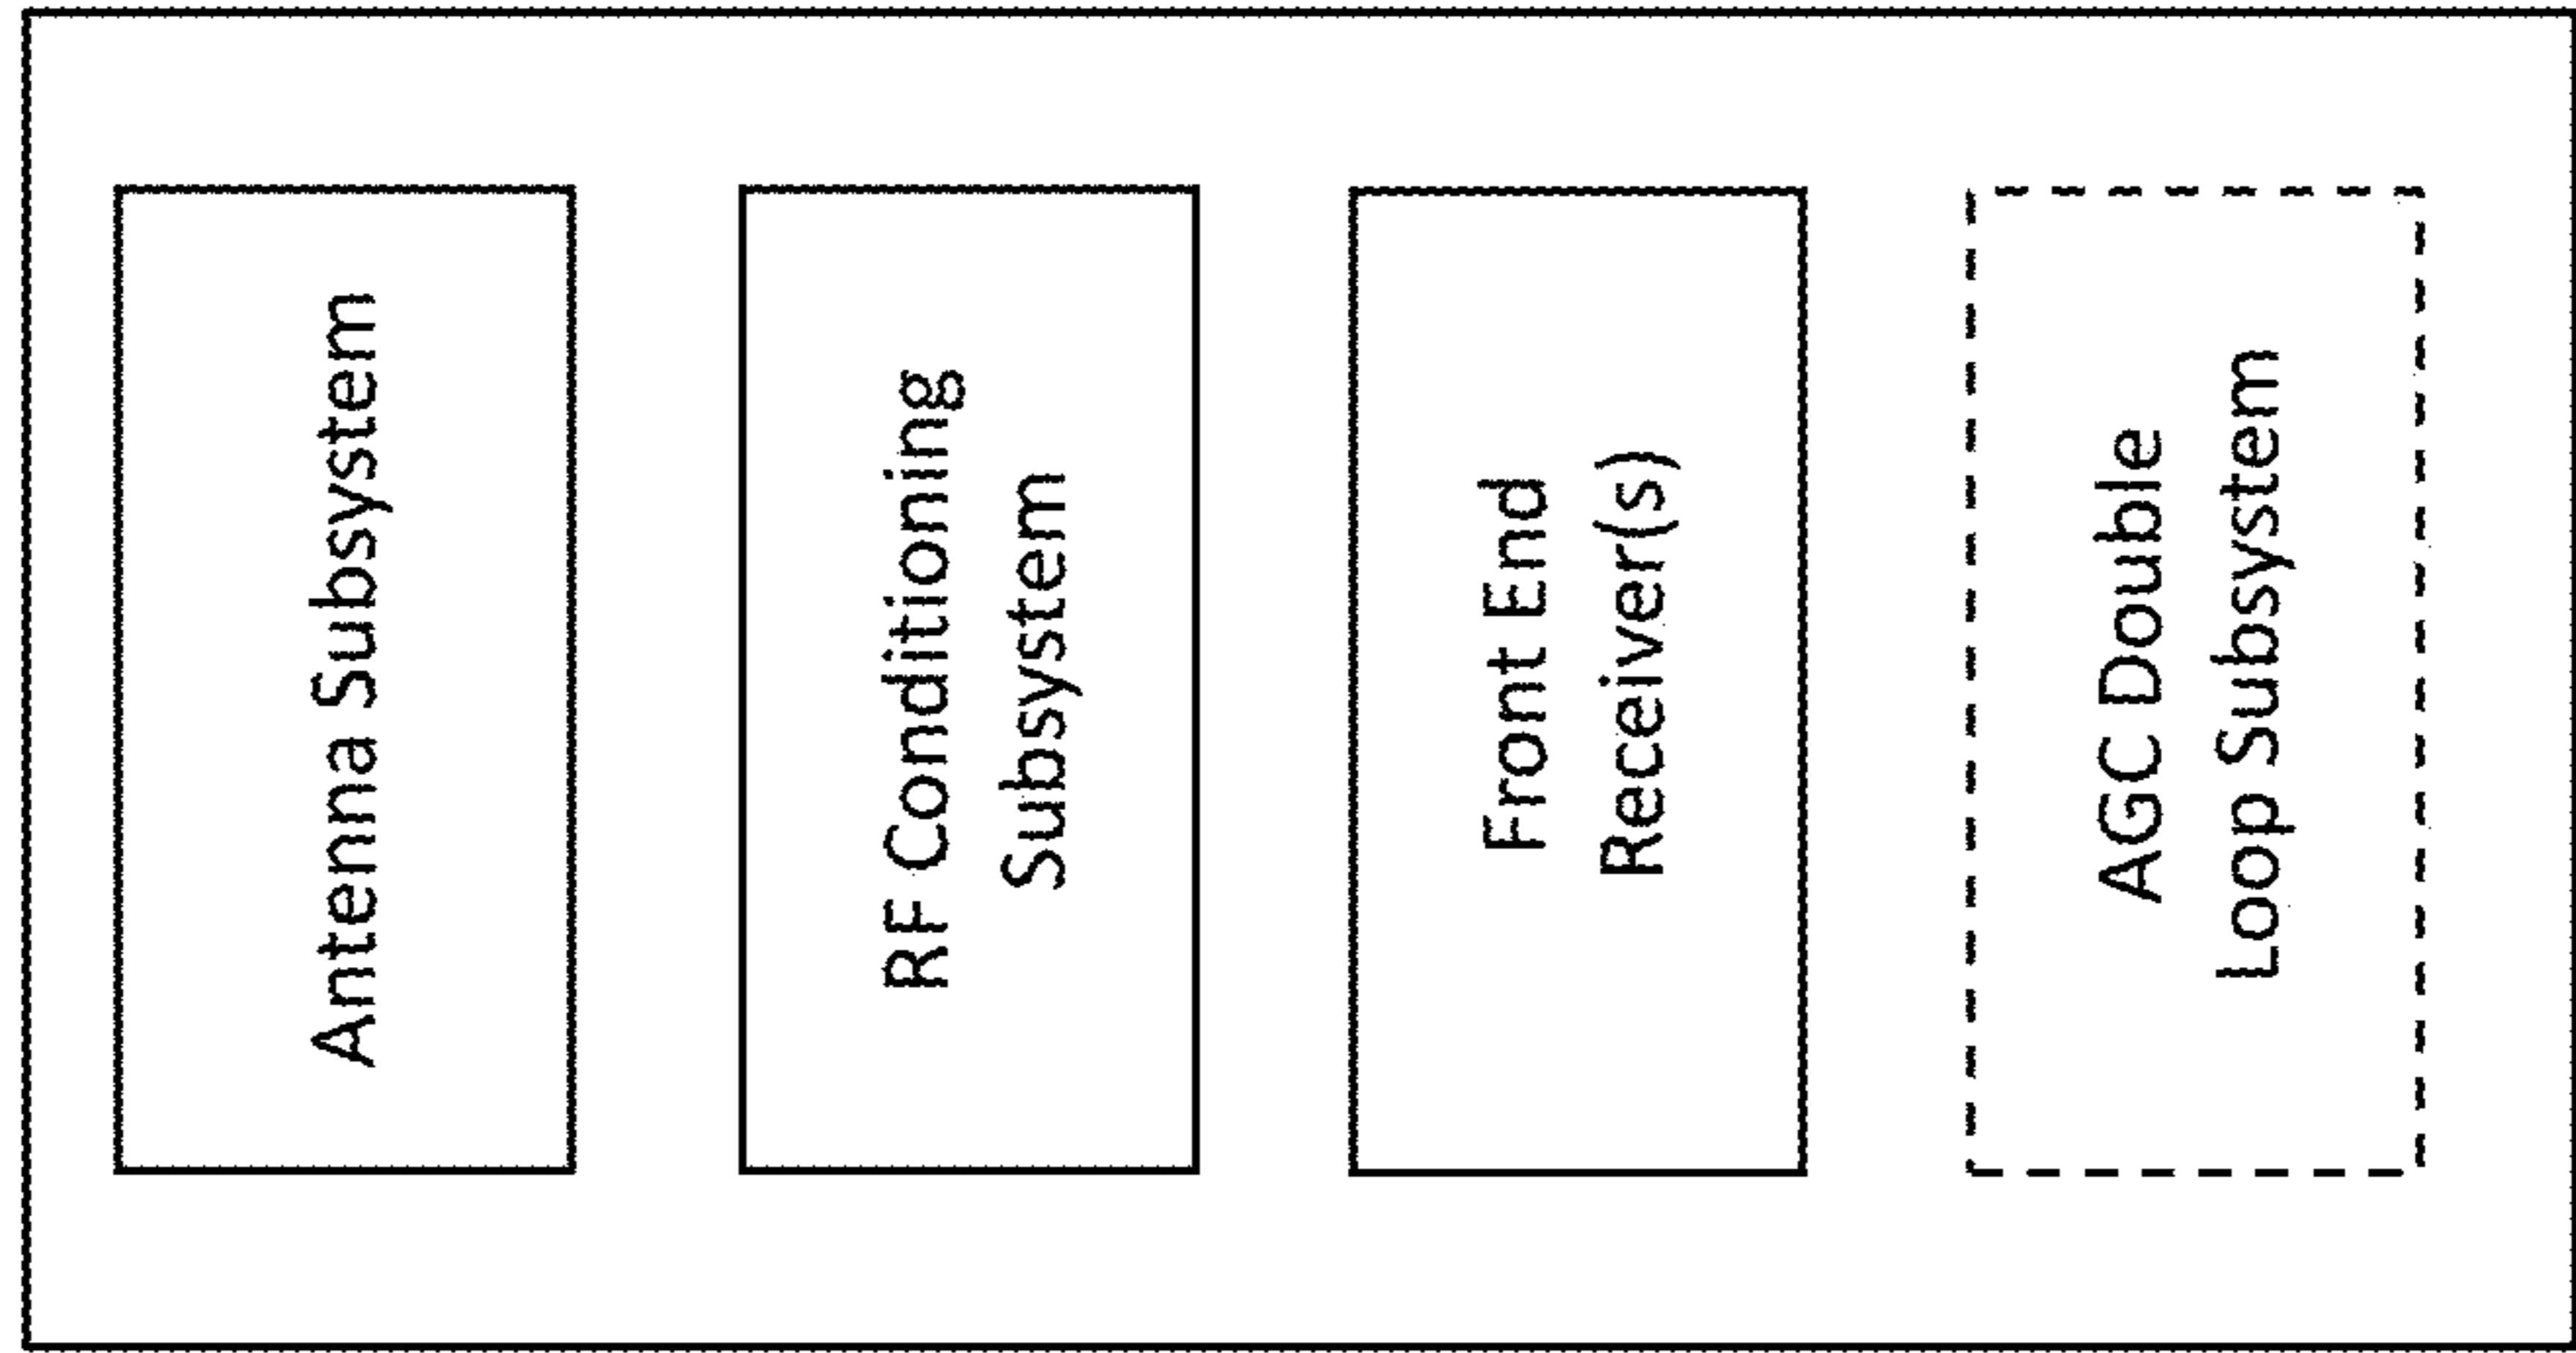 Antenna Subsystem
RF Conditioning
Subsystem
Front End
Receiver(s)
AGC Double
Loop Subsystem